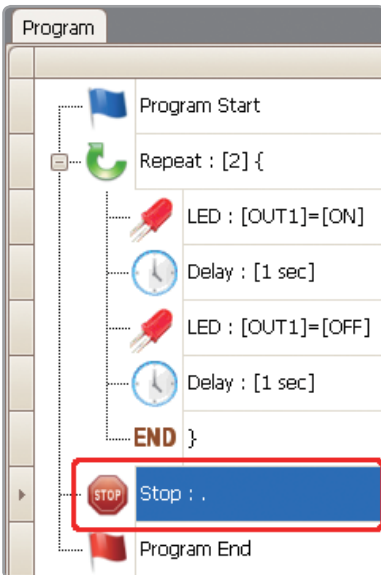 Program
Program Start
Repeat : [2] {
LED : [OUT1]=[ON]
Delay : [1 sec]
LED : [OUT1]=[OFF]
Delay : [1 sec]
END }
STOP Stop : .
Program End